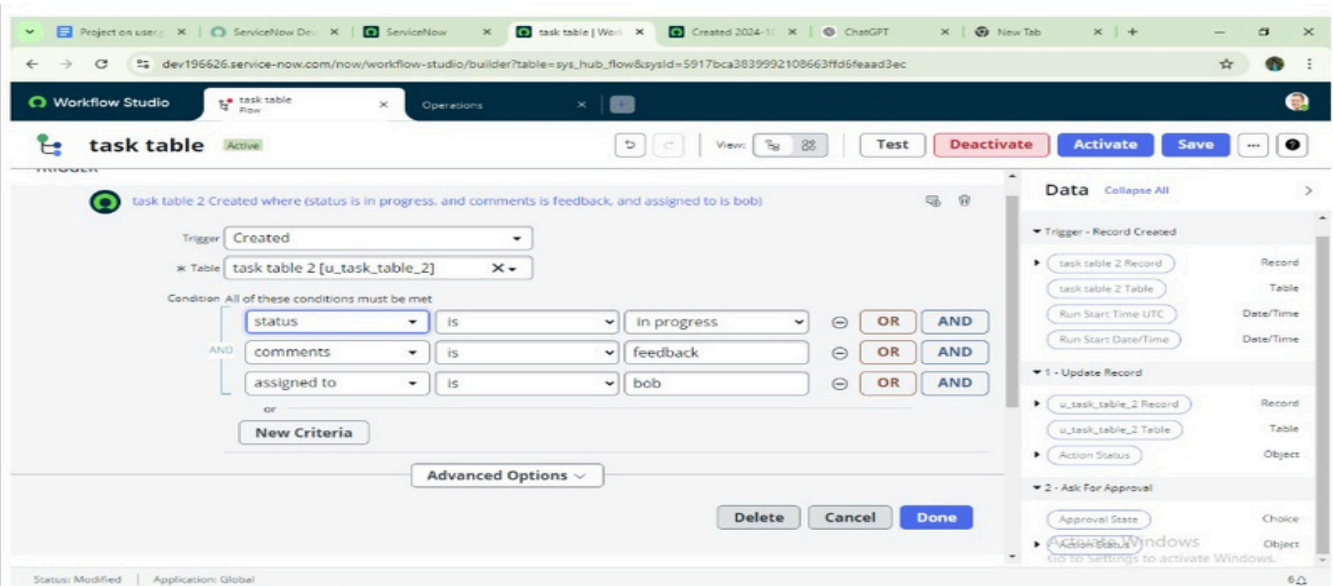 Project on user,
ServiceNow Dev
ServiceNow
task table | Work
Created 2024-10
ChatGPT
New Tab
dev196626.service-now.com/now/workflow-studio/builder?table=sys_hub_flow&sysId=5917bca3839992108663ffd6feaad3ec
Workflow Studio
task table
Flow
Operations
task table Active
View:
Test
Deactivate
Activate
Save
TRIGGER
task table 2 Created where (status is in progress, and comments is feedback, and assigned to is bob)
Trigger Created
* Table task table 2 [u_task_table_2]
Condition All of these conditions must be met
status is in progress OR AND
AND
comments is feedback OR AND
assigned to is bob OR AND
or
New Criteria
Advanced Options
Delete Cancel Done
Data Collapse All
Trigger - Record Created
task table 2 Record Record
task table 2 Table Table
Run Start Time UTC Date/Time
Run Start Date/Time Date/Time
1 - Update Record
u_task_table_2 Record Record
u_task_table_2 Table Table
Action Status Object
2 - Ask For Approval
Approval State Choice
Action Status Object
Activate Windows
Go to Settings to activate Windows.
Status: Modified Application: Global
6